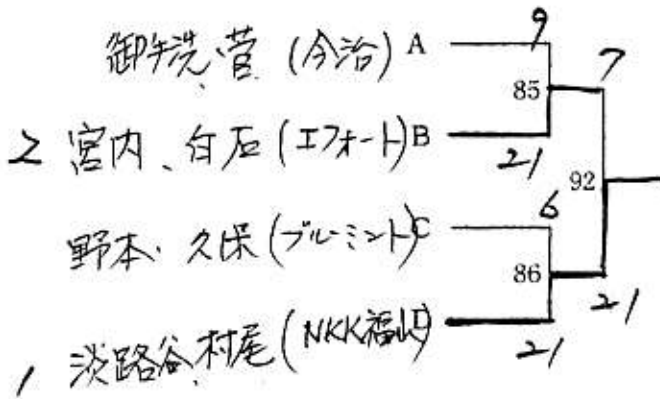 御手洗、菅 (今治) A 9
85 7
2 宮内、白石 (エフォート) B 21
92
野本・久保 (ブルーミント) C 6
86 21
1 淡路谷、村尾 (NKK福山) D 21